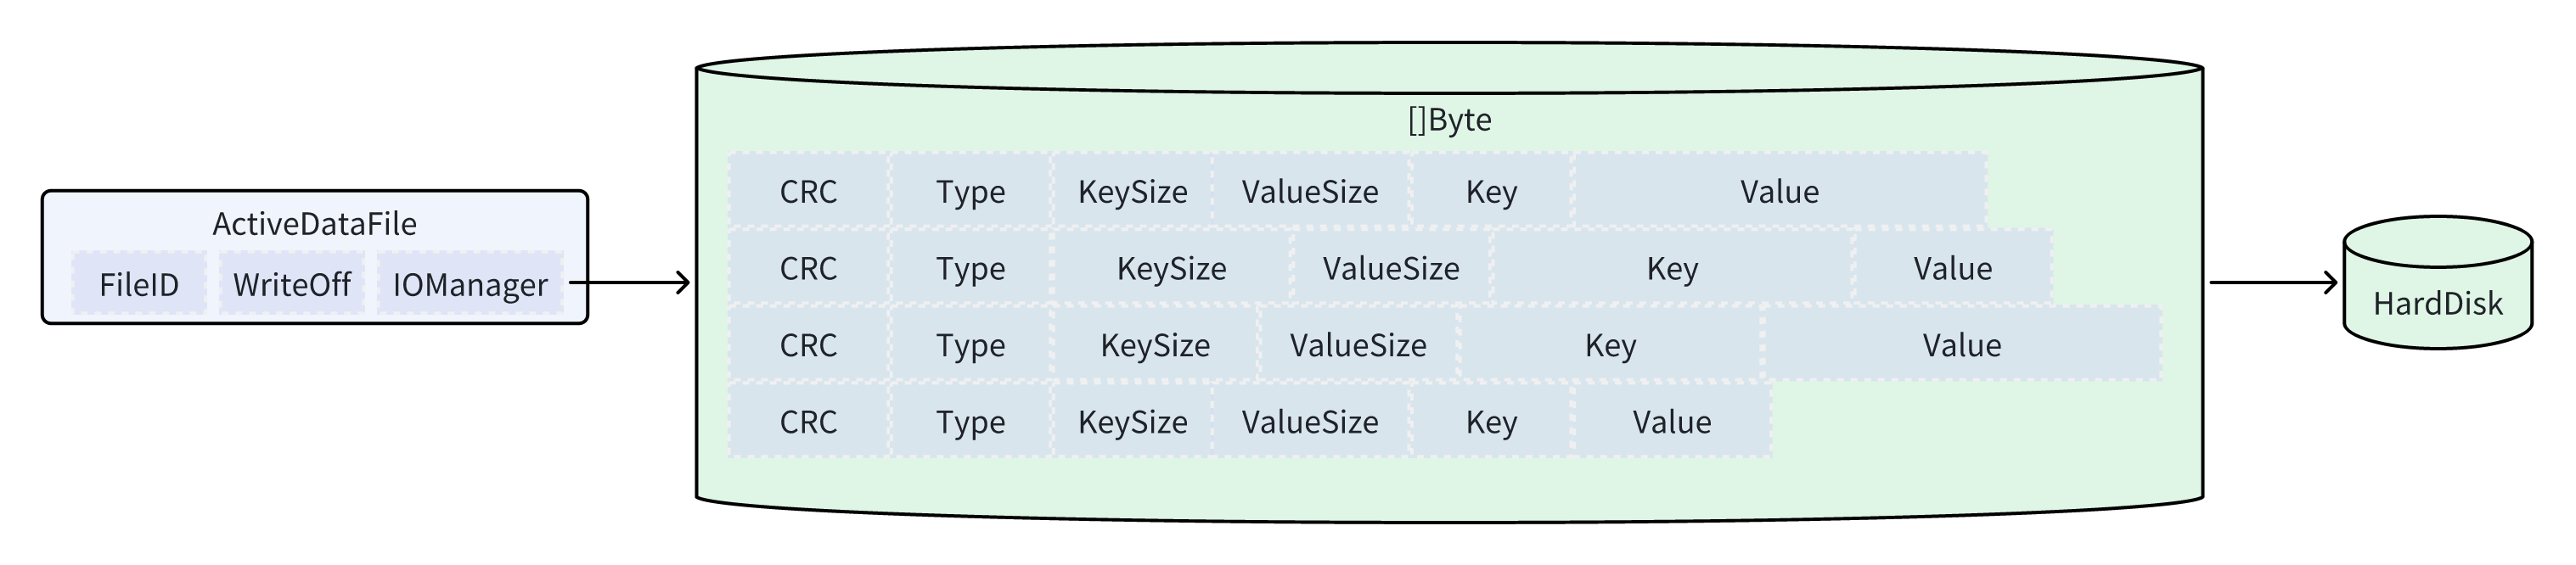 ActiveDataFile
FileID WriteOff IOManager
[]Byte
CRC Type KeySize ValueSize Key Value
CRC Type KeySize ValueSize Key Value
CRC Type KeySize ValueSize Key Value
CRC Type KeySize ValueSize Key Value
HardDisk